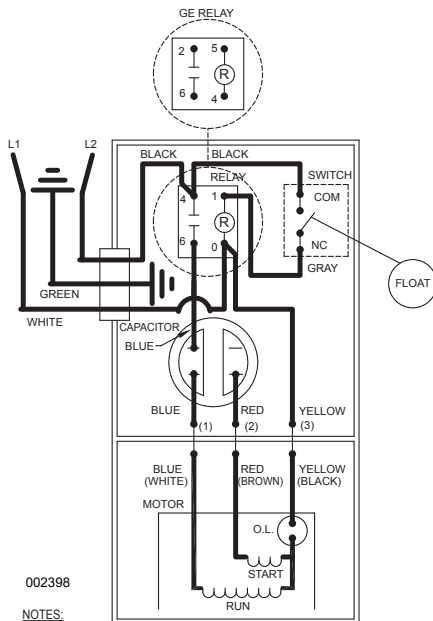 GE RELAY
2 5
R
6 4
L1 L2
BLACK BLACK
RELAY
SWITCH
COM
4 1
R
6 0
NC
GRAY
FLOAT
GREEN
WHITE
CAPACITOR
BLUE
BLUE RED YELLOW
(1) (2) (3)
BLUE RED YELLOW
(WHITE) (BROWN) (BLACK)
MOTOR
O.L.
START
RUN
002398
NOTES: